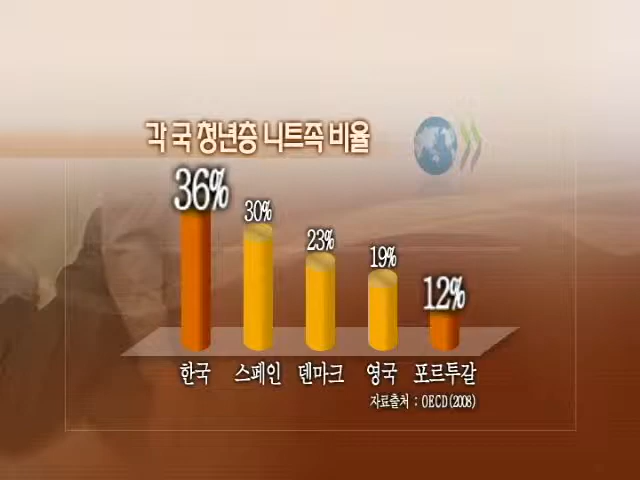 각 국 청년층 니트족 비율
36%
30%
23%
19%
12%
한국 스페인 덴마크 영국 포르투갈
자료출처 : OECD(2008)